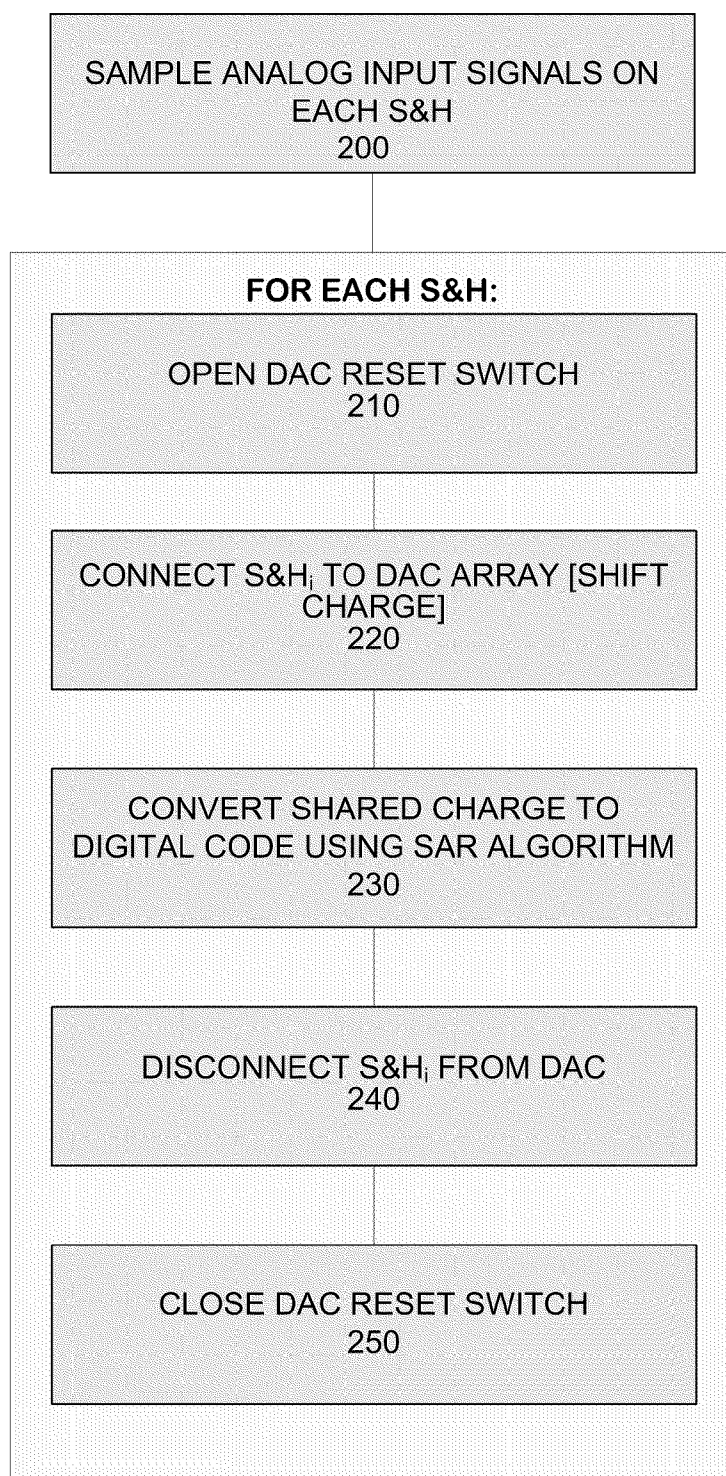 SAMPLE ANALOG INPUT SIGNALS ON
EACH S&H
200
FOR EACH S&H:
OPEN DAC RESET SWITCH
210
CONNECT S&Hi TO DAC ARRAY [SHIFT
CHARGE]
220
CONVERT SHARED CHARGE TO
DIGITAL CODE USING SAR ALGORITHM
230
DISCONNECT S&Hi FROM DAC
240
CLOSE DAC RESET SWITCH
250